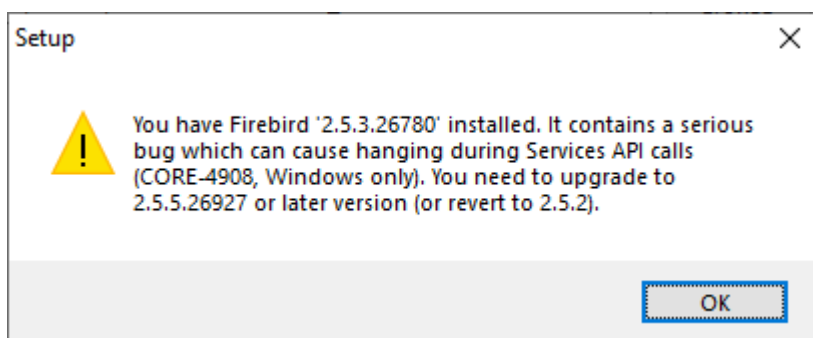 Setup
You have Firebird '2.5.3.26780' installed. It contains a serious
bug which can cause hanging during Services API calls
(CORE-4908, Windows only). You need to upgrade to
2.5.5.26927 or later version (or revert to 2.5.2).
OK